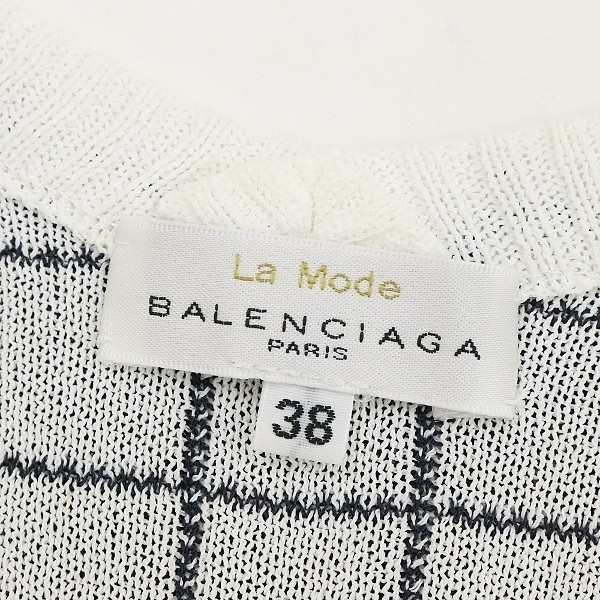 La Mode
BALENCIAGA
PARIS
38